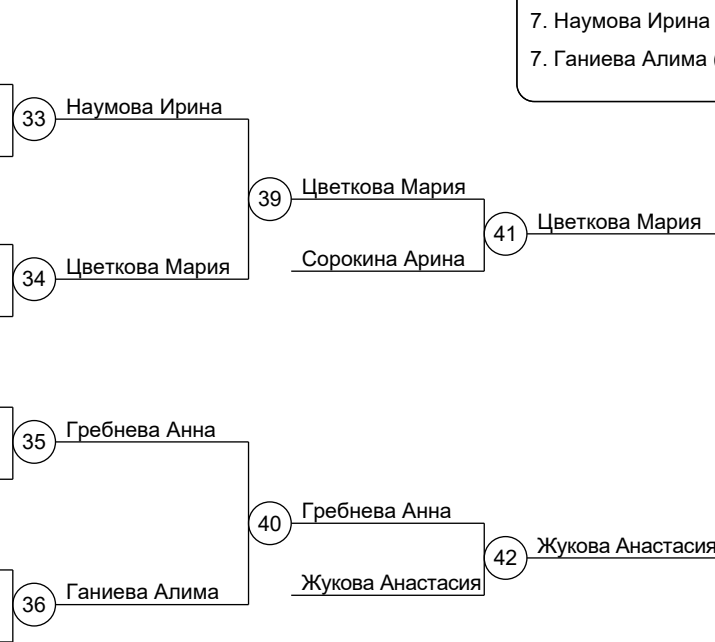 7. Наумова Ирина
7. Ганиева Алима (
33 Наумова Ирина
39 Цветкова Мария
41 Цветкова Мария
Сорокина Арина
34 Цветкова Мария
35 Гребнева Анна
40 Гребнева Анна
42 Жукова Анастасия
Жукова Анастасия
36 Ганиева Алима